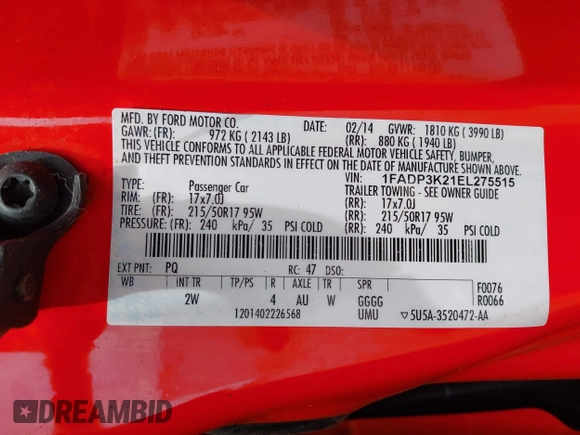 MFD. BY FORD MOTOR CO. DATE: 02/14 GVWR: 1810 KG ( 3990 LB)
GAWR: (FR): 972 KG ( 2143 LB) (RR): 880 KG ( 1940 LB)
THIS VEHICLE CONFORMS TO ALL APPLICABLE FEDERAL MOTOR VEHICLE SAFETY, BUMPER,
AND THEFT PREVENTION STANDARDS IN EFFECT ON THE DATE OF MANUFACTURE SHOWN ABOVE.
VIN: 1FADP3K21EL275515
TYPE: Passenger Car TRAILER TOWING - SEE OWNER GUIDE
RIM: (FR): 17x7.0J (RR): 17x7.0J
TIRE: (FR): 215/50R17 95W (RR): 215/50R17 95W
PRESSURE: (FR): 240 kPa/ 35 PSI COLD (RR): 240 kPa/ 35 PSI COLD
EXT PNT: PQ RC: 47 DSO:
WB INT TR TP/PS R AXLE TR SPR F0076
2W 4 AU W GGGG R0066
1201402226568 UMU ▽5U5A-3520472-AA
DREAMBID